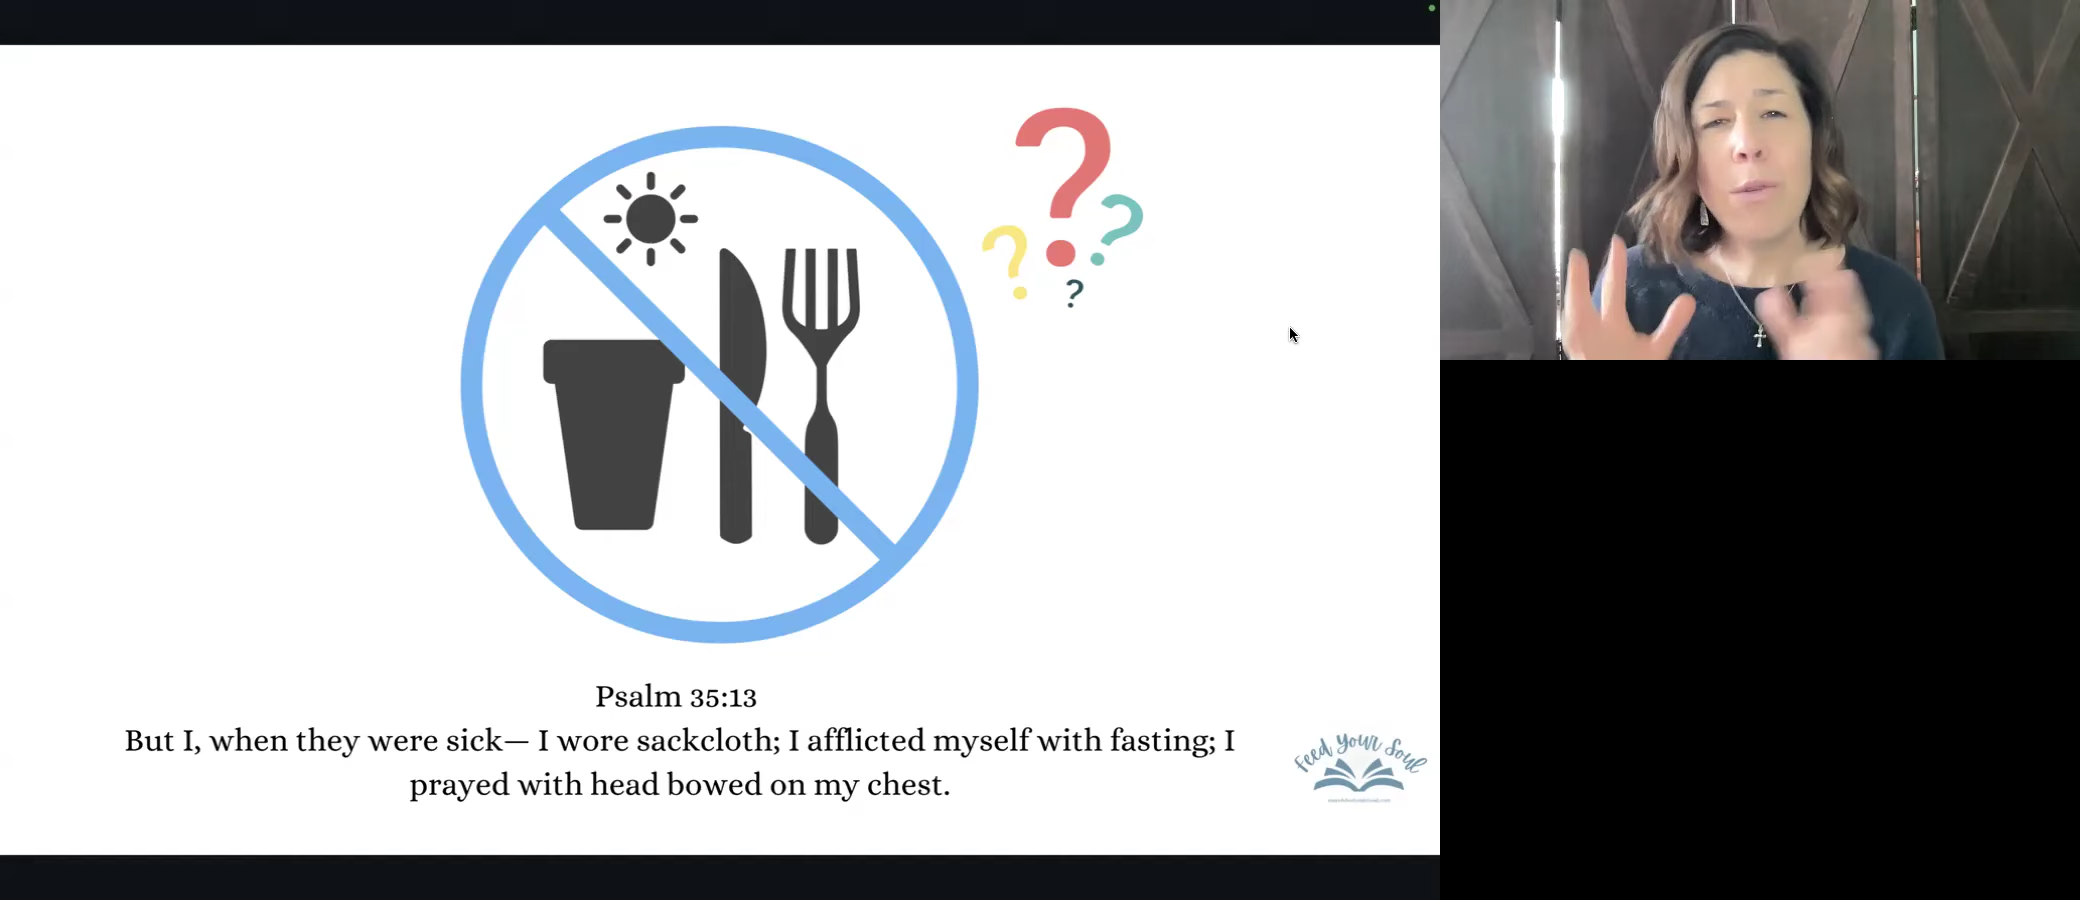 ?
?
?
?
Psalm 35:13
But I, when they were sick— I wore sackcloth; I afflicted myself with fasting; I
prayed with head bowed on my chest.
Feed Your Soul